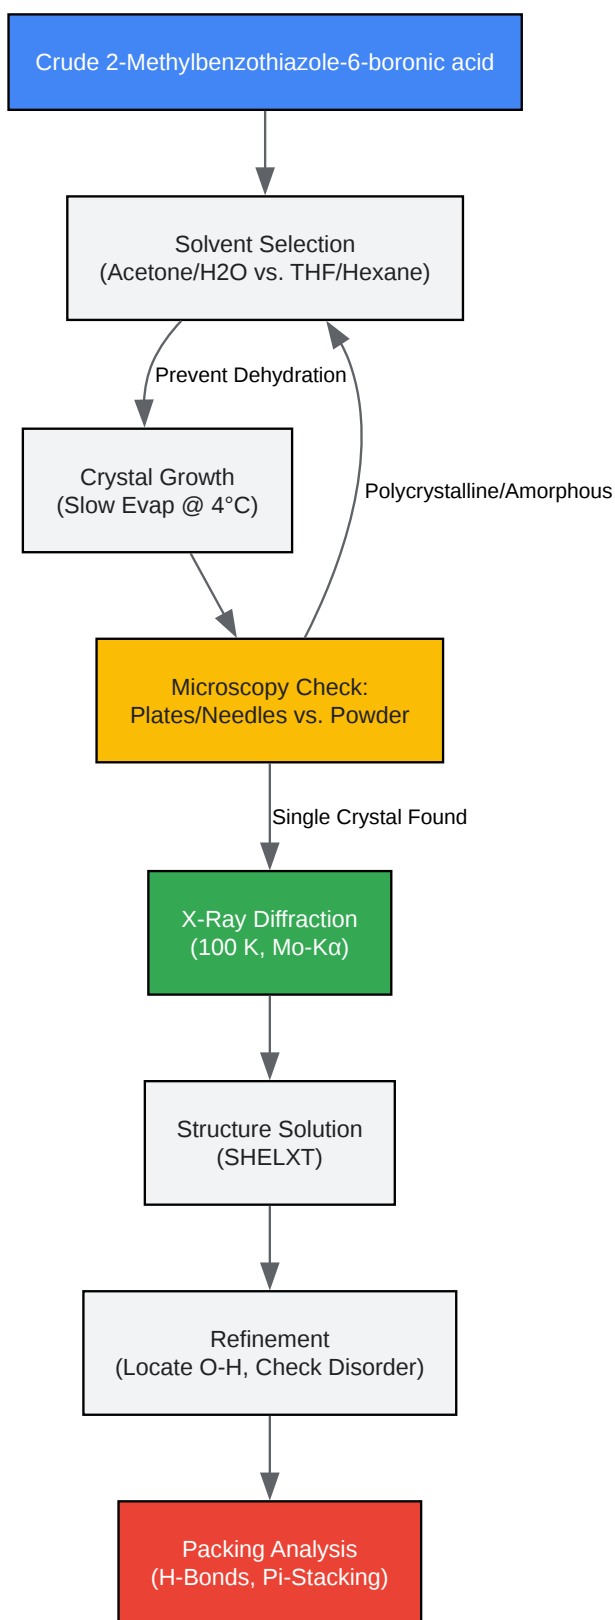 Crude 2-Methylbenzothiazole-6-boronic acid
Solvent Selection
(Acetone/H2O vs. THF/Hexane)
Prevent Dehydration
Crystal Growth
(Slow Evap @ 4°C)
Polycrystalline/Amorphous
Microscopy Check:
Plates/Needles vs. Powder
Single Crystal Found
X-Ray Diffraction
(100 K, Mo-Kα)
Structure Solution
(SHELXT)
Refinement
(Locate O-H, Check Disorder)
Packing Analysis
(H-Bonds, Pi-Stacking)